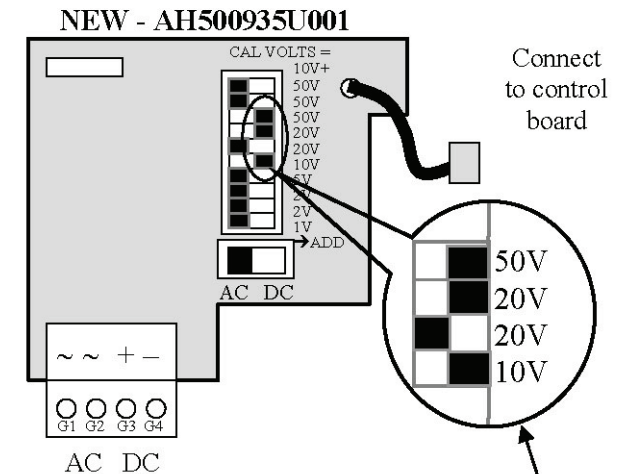 NEW - AH500935U001
CAL VOLTS =
10V+
50V
50V
50V
20V
20V
10V
5V
2V
2V
1V
→ADD
AC DC
Connect
to control
board
50V
20V
20V
10V
~ ~ + –
G1 G2 G3 G4
AC DC